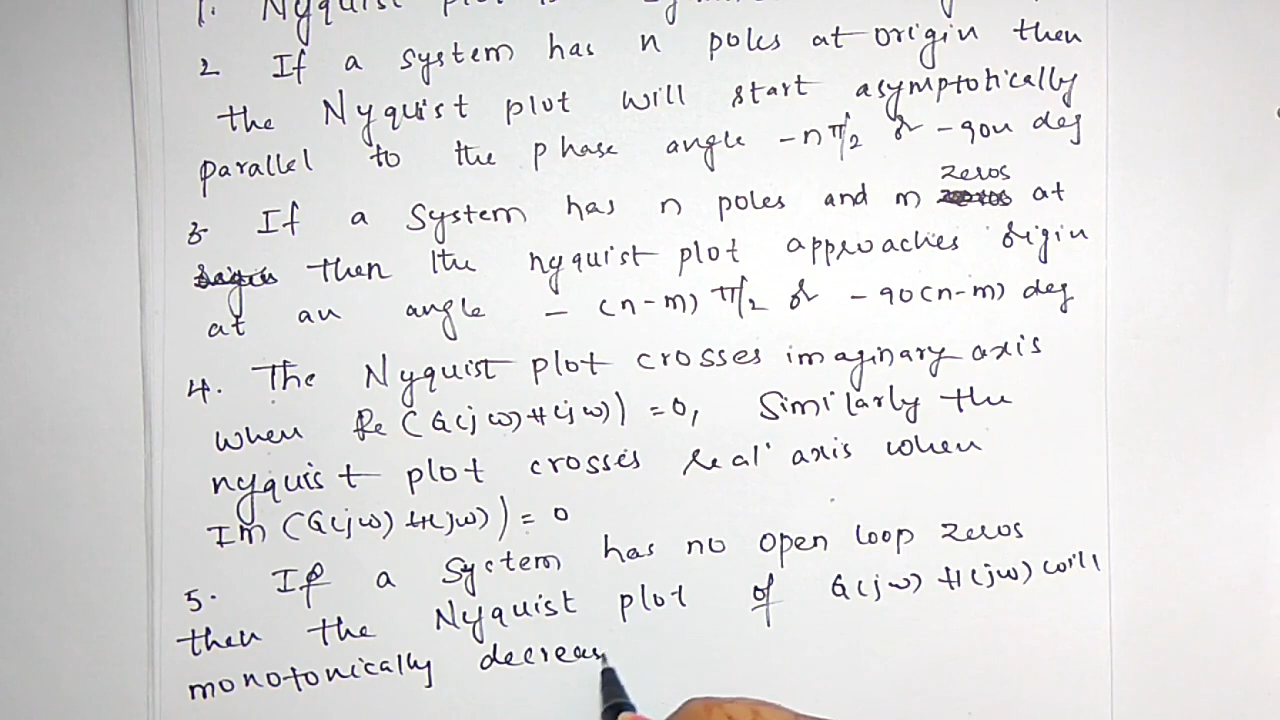 1. Nyquist plot is
2 If a system has n poles at origin then
the Nyquist plot will start asymptotically
parallel to the phase angle -nπ/2 or -90n deg
zeros
3 If a system has n poles and m at
then the nyquist plot approaches origin
at an angle - (n-m) π/2 or - 90(n-m) deg
4. The Nyquist plot crosses imaginary axis
when Re (G(jω)H(jω)) = 0, Similarly the
nyquist plot crosses real axis when
Im (G(jω) H(jω)) = 0
5. If a System has no open loop zeros
then the Nyquist plot of G(jω) H(jω) will
monotonically decreas